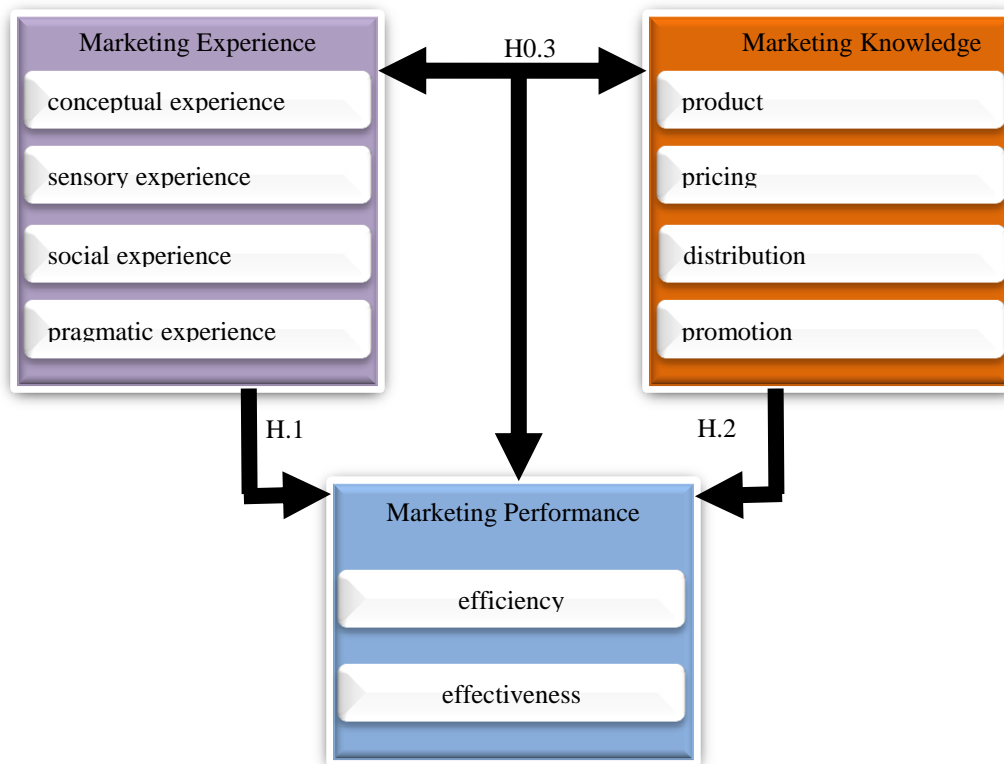 Marketing Experience
conceptual experience
sensory experience
social experience
pragmatic experience
H0.3
Marketing Knowledge
product
pricing
distribution
promotion
H.1
H.2
Marketing Performance
efficiency
effectiveness